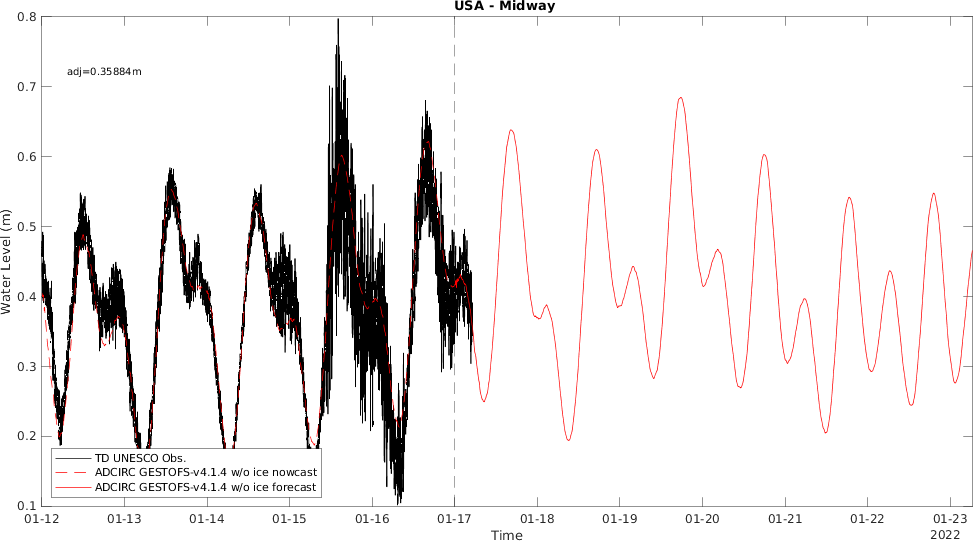 USA - Midway
adj=0.35884m
Water Level (m)
0.8
0.7
0.6
0.5
0.4
0.3
0.2
0.1
TD UNESCO Obs.
ADCIRC GESTOFS-v4.1.4 w/o ice nowcast
ADCIRC GESTOFS-v4.1.4 w/o ice forecast
01-12 01-13 01-14 01-15 01-16 01-17 01-18 01-19 01-20 01-21 01-22 01-23
Time
2022